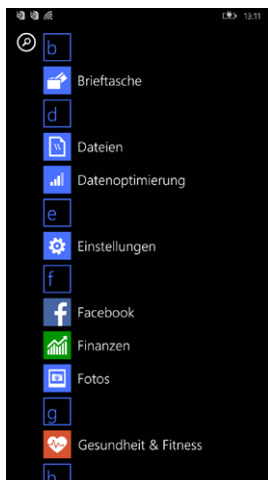 13:11
b
Brieftasche
d
Dateien
Datenoptimierung
e
Einstellungen
f
Facebook
Finanzen
Fotos
g
Gesundheit & Fitness
h